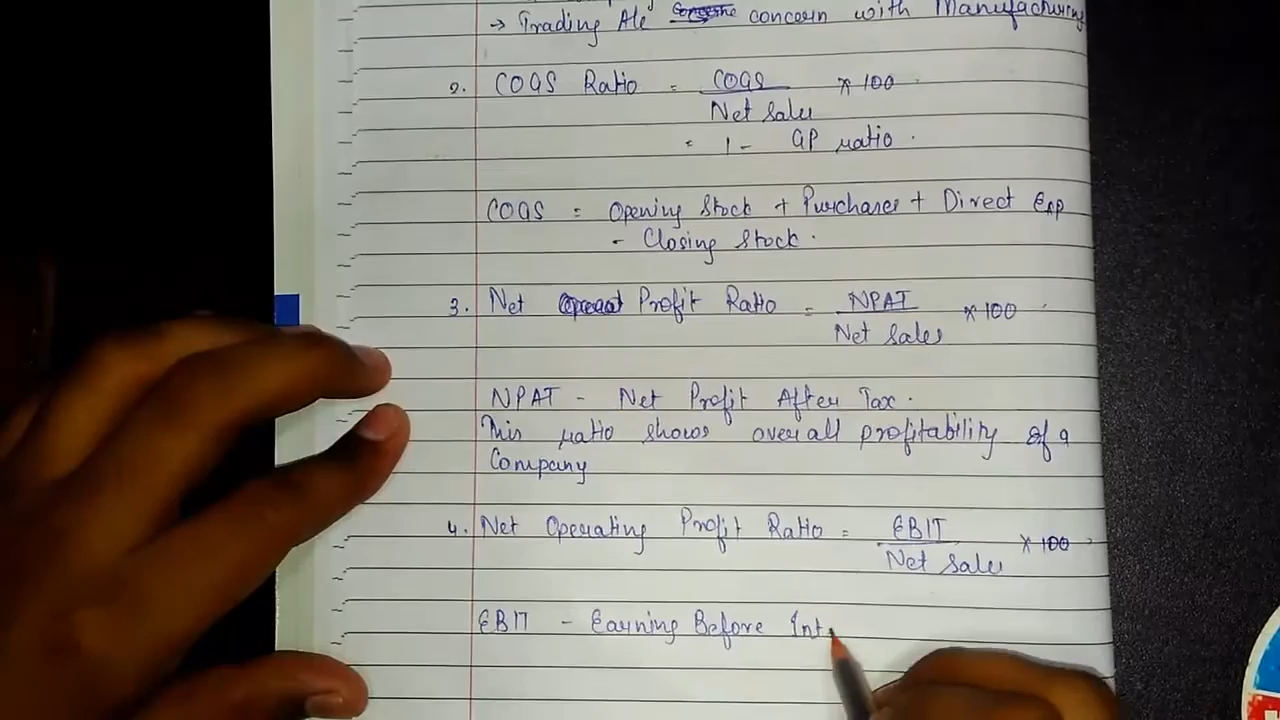 → Trading A/c concern with Manufacturing
2. COGS Ratio = COGS × 100
Net Sales
= 1 - GP ratio.
COGS = Opening Stock + Purchases + Direct Exp
- Closing Stock.
3. Net Profit Ratio = NPAT × 100
Net Sales
NPAT - Net Profit After Tax.
This ratio shows overall profitability of a
Company
4. Net Operating Profit Ratio = EBIT × 100
Net Sales
EBIT - Earning Before Int